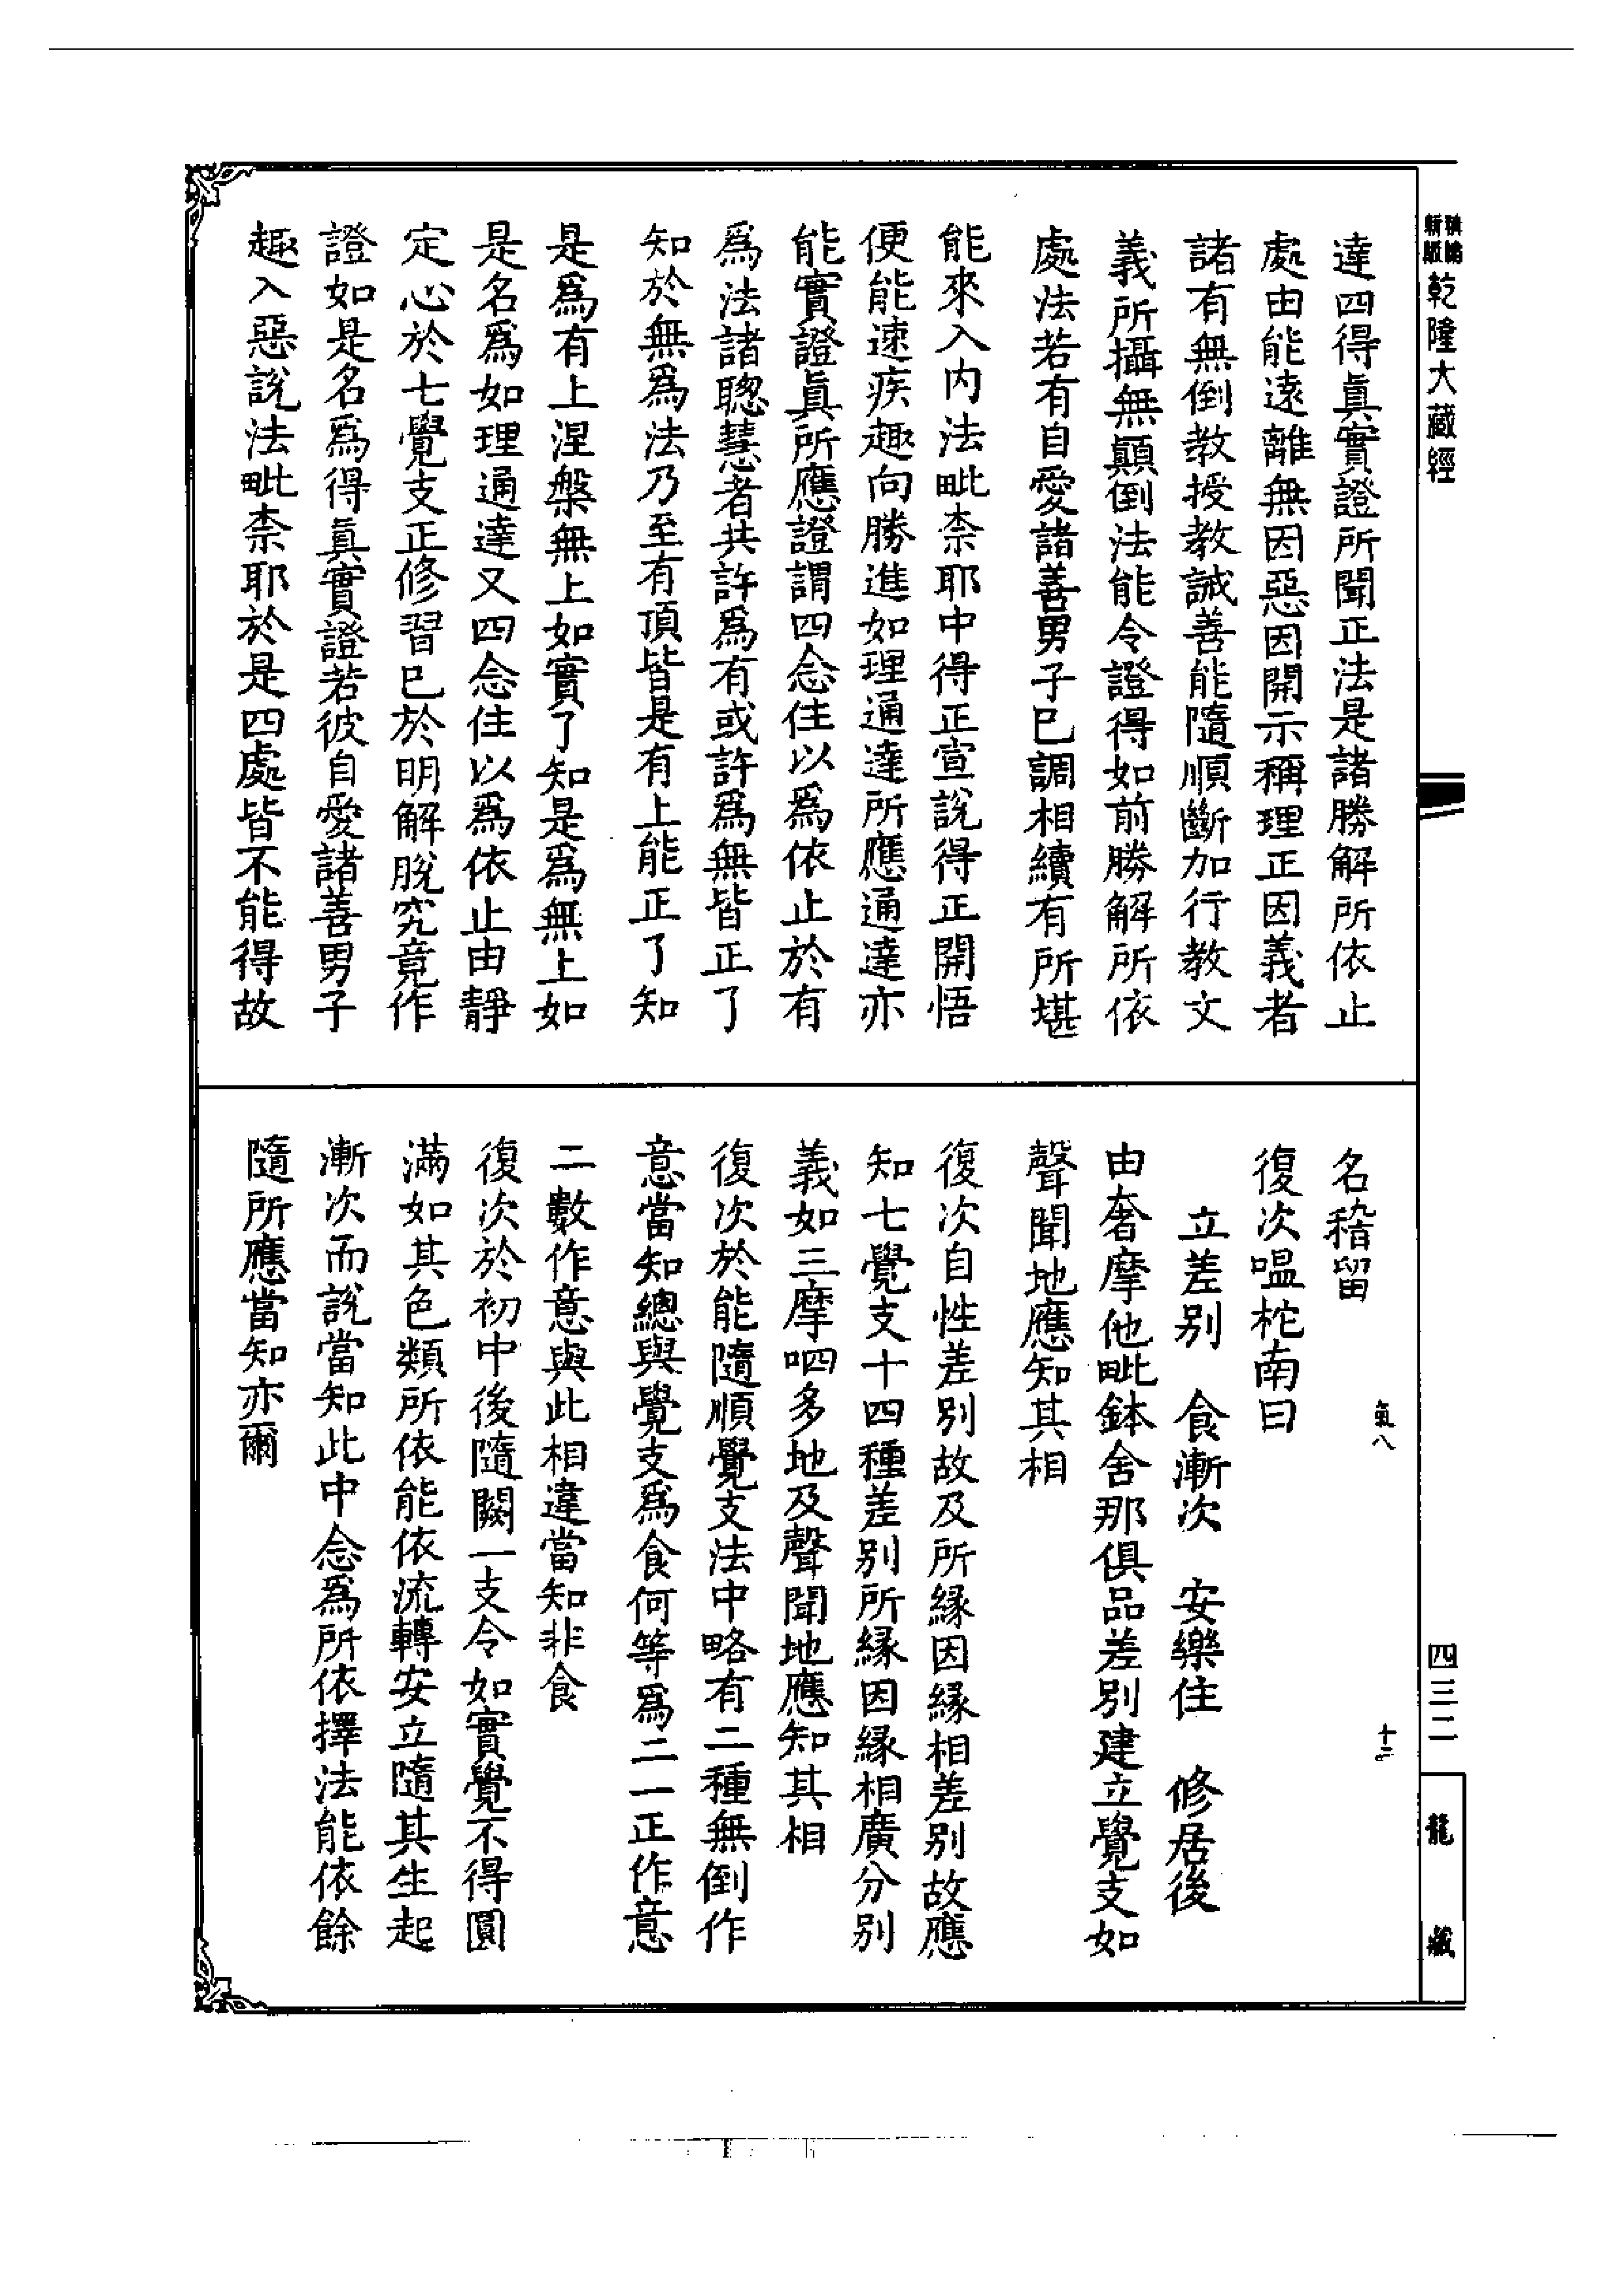 新編
縮版
乾隆大藏經
達四得眞實證所聞正法是諸勝解所依止
處由能遠離無因惡因開示稱理正因義者
諸有無倒教授教誡善能隨順斷加行教文
義所攝無顚倒法能令證得如前勝解所依
處法若有自愛諸善男子已調相續有所堪
能來入内法毗柰耶中得正宣說得正開悟
便能速疾趣向勝進如理通達所應通達亦
能實證眞所應證謂四念住以爲依止於有
爲法諸聰慧者共許爲有或許爲無皆正了
知於無爲法乃至有頂皆是有上能正了知
是爲有上涅槃無上如實了知是爲無上如
是名爲如理通達又四念住以爲依止由靜
定心於七覺支正修習已於明解脫究竟作
證如是名爲得眞實證若彼自愛諸善男子
趣入惡說法毗柰耶於是四處皆不能得故
名稽留
復次嗢柁南曰
立差別　食漸次　安樂住　修居後
由奢摩他毗鉢舍那俱品差別建立覺支如
聲聞地應知其相
復次自性差別故及所緣因緣相差別故應
知七覺支十四種差別所緣因緣相廣分別
義如三摩呬多地及聲聞地應知其相
復次於能隨順覺支法中略有二種無倒作
意當知總與覺支爲食何等爲二一正作意
二數作意與此相違當知非食
復次於初中後隨闕一支令如實覺不得圓
滿如其色類所依能依流轉安立隨其生起
漸次而說當知此中念爲所依擇法能依餘
隨所應當知亦爾
氣八
十二
四三二
龍藏